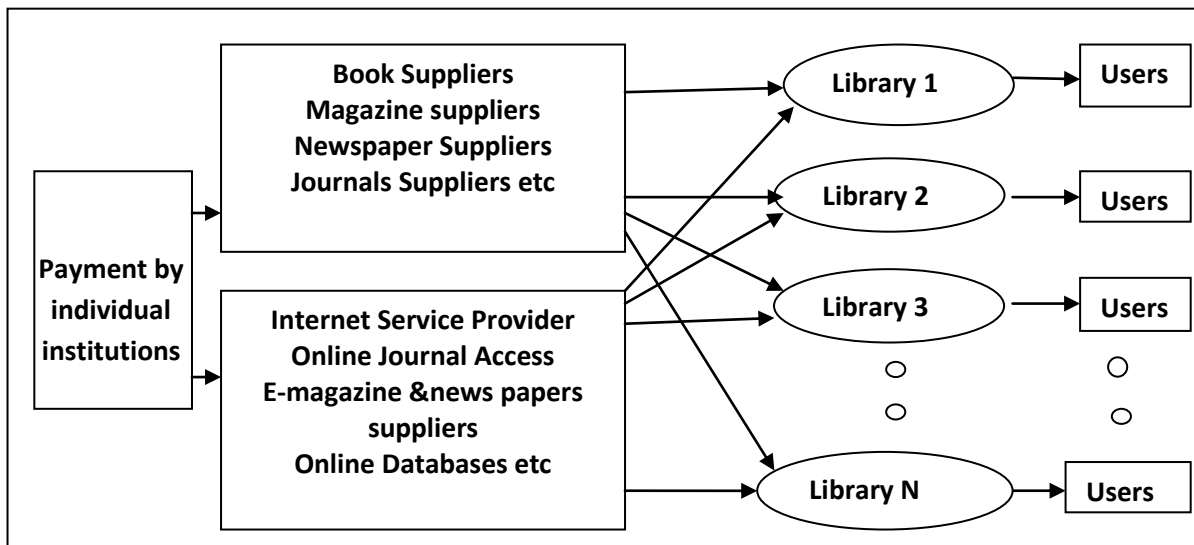 Payment by
individual
institutions
Book Suppliers
Magazine suppliers
Newspaper Suppliers
Journals Suppliers etc
Internet Service Provider
Online Journal Access
E-magazine &news papers
suppliers
Online Databases etc
Library 1
Users
Library 2
Users
Library 3
Users
Library N
Users